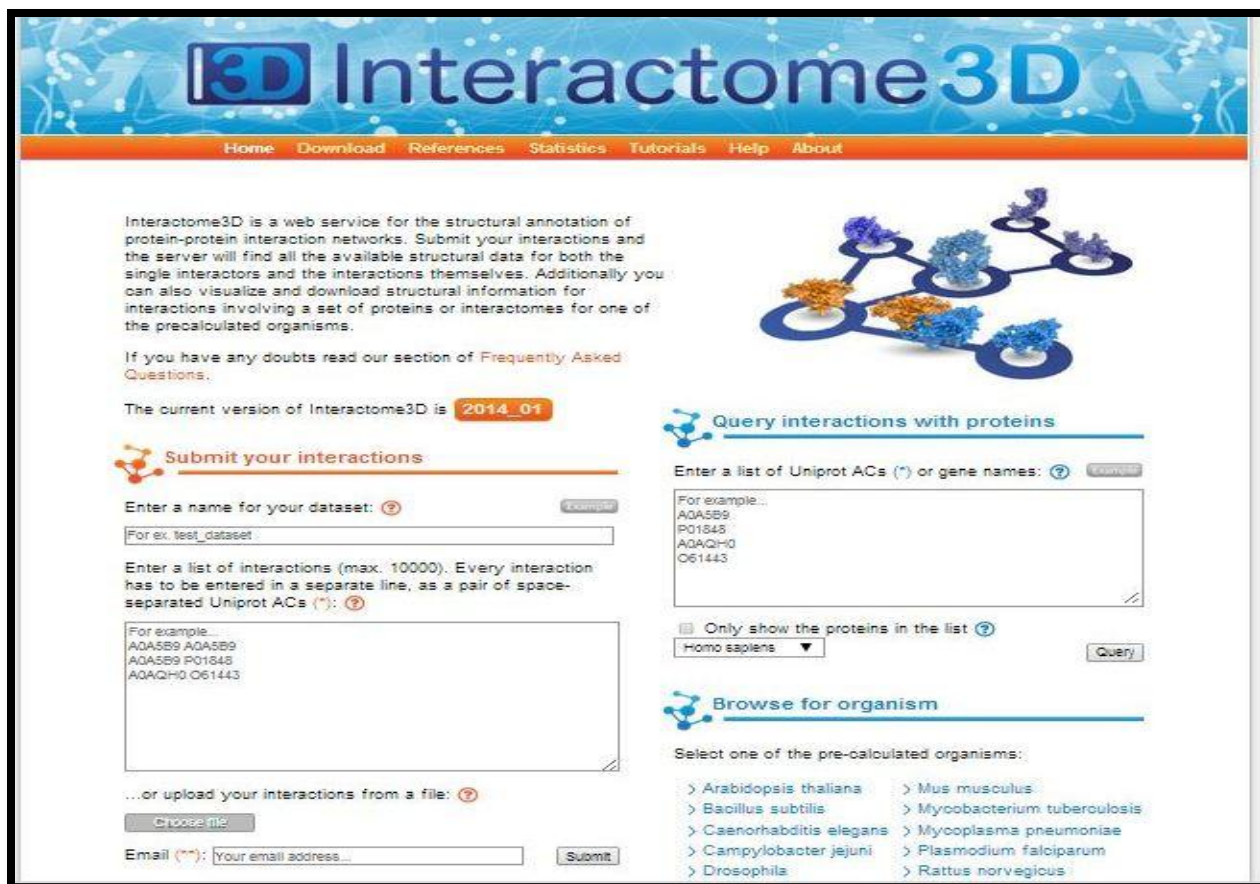 I3D Interactome3D
Home Download References Statistics Tutorials Help About
Interactome3D is a web service for the structural annotation of
protein-protein interaction networks. Submit your interactions and
the server will find all the available structural data for both the
single interactors and the interactions themselves. Additionally you
can also visualize and download structural information for
interactions involving a set of proteins or interactomes for one of
the precalculated organisms.
If you have any doubts read our section of Frequently Asked
Questions.
The current version of Interactome3D is 2014_01
Submit your interactions
Enter a name for your dataset: ? Example
For ex. test_dataset
Enter a list of interactions (max. 10000). Every interaction
has to be entered in a separate line, as a pair of space-
separated Uniprot ACs (*): ?
For example...
A0A5B9 A0A5B9
A0A5B9 P01848
A0AQH0 O61443
...or upload your interactions from a file: ?
Choose file
Email (**): Your email address... Submit
Query interactions with proteins
Enter a list of Uniprot ACs (*) or gene names: ? Example
For example...
A0A5B9
P01848
A0AQH0
O61443
Only show the proteins in the list ?
Homo sapiens
Query
Browse for organism
Select one of the pre-calculated organisms:
> Arabidopsis thaliana
> Bacillus subtilis
> Caenorhabditis elegans
> Campylobacter jejuni
> Drosophila
> Mus musculus
> Mycobacterium tuberculosis
> Mycoplasma pneumoniae
> Plasmodium falciparum
> Rattus norvegicus